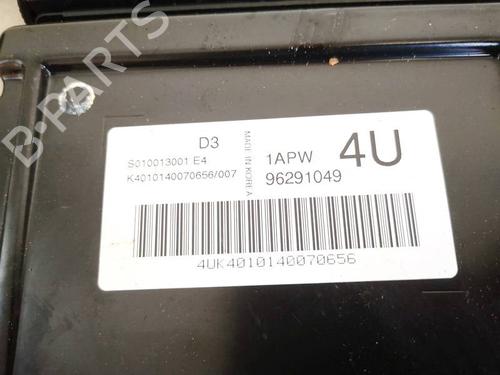 B-PARTS
D3
S010013001 E4
K4010140070656/007
MADE IN KOREA
1APW 4U
96291049
4UK4010140070656